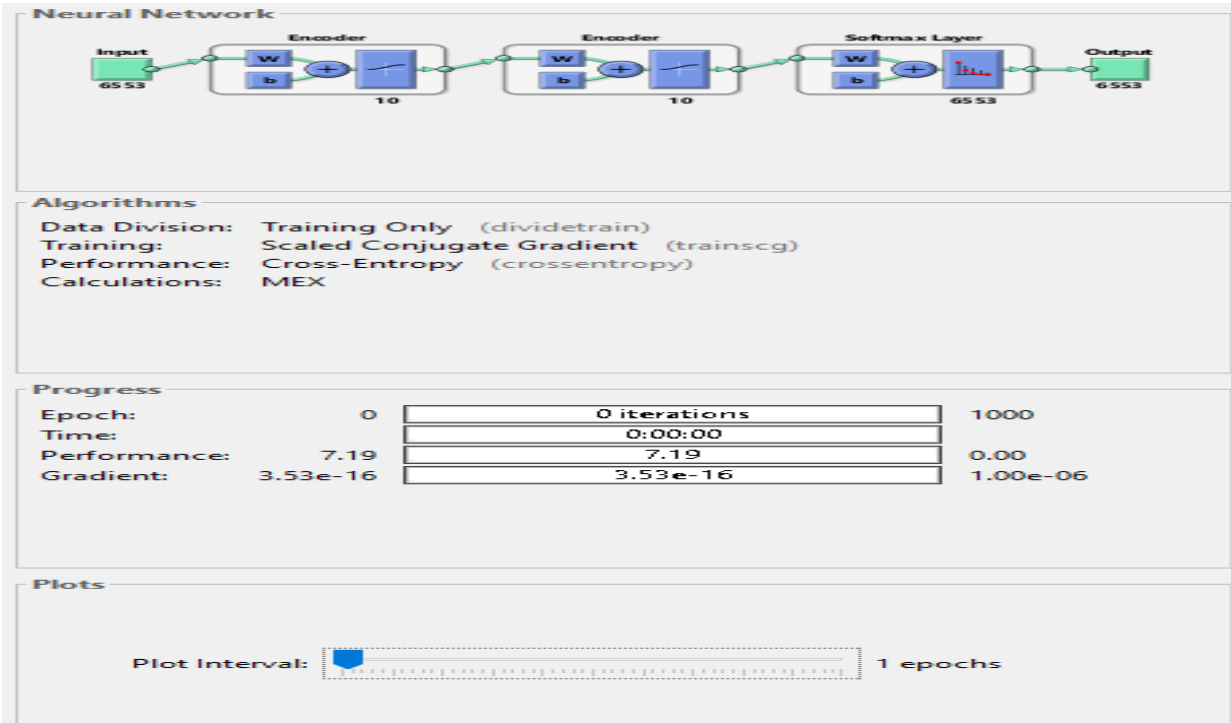 Neural Network
Encoder Encoder Softmax Layer
Input Output
W W W
b b b
6553 10 10 6553 6553
Algorithms
Data Division: Training Only (dividetrain)
Training: Scaled Conjugate Gradient (trainscg)
Performance: Cross-Entropy (crossentropy)
Calculations: MEX
Progress
Epoch: 0 0 iterations 1000
Time: 0:00:00
Performance: 7.19 7.19 0.00
Gradient: 3.53e-16 3.53e-16 1.00e-06
Plots
Plot Interval: 1 epochs